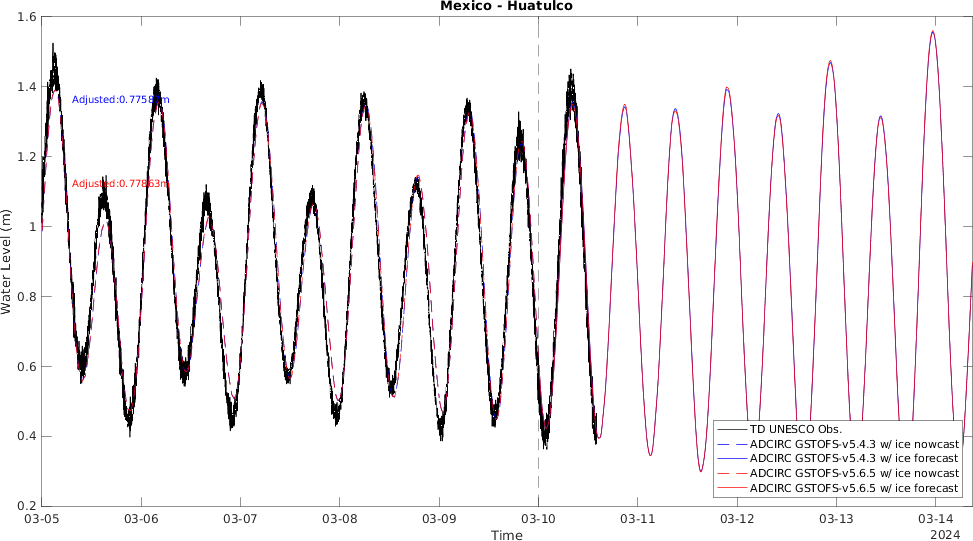 Mexico - Huatulco
1.6
1.4
1.2
1
0.8
0.6
0.4
0.2
Water Level (m)
Adjusted:0.7758 m
Adjusted:0.77863m
TD UNESCO Obs.
ADCIRC GSTOFS-v5.4.3 w/ ice nowcast
ADCIRC GSTOFS-v5.4.3 w/ ice forecast
ADCIRC GSTOFS-v5.6.5 w/ ice nowcast
ADCIRC GSTOFS-v5.6.5 w/ ice forecast
03-05 03-06 03-07 03-08 03-09 03-10 03-11 03-12 03-13 03-14
Time
2024